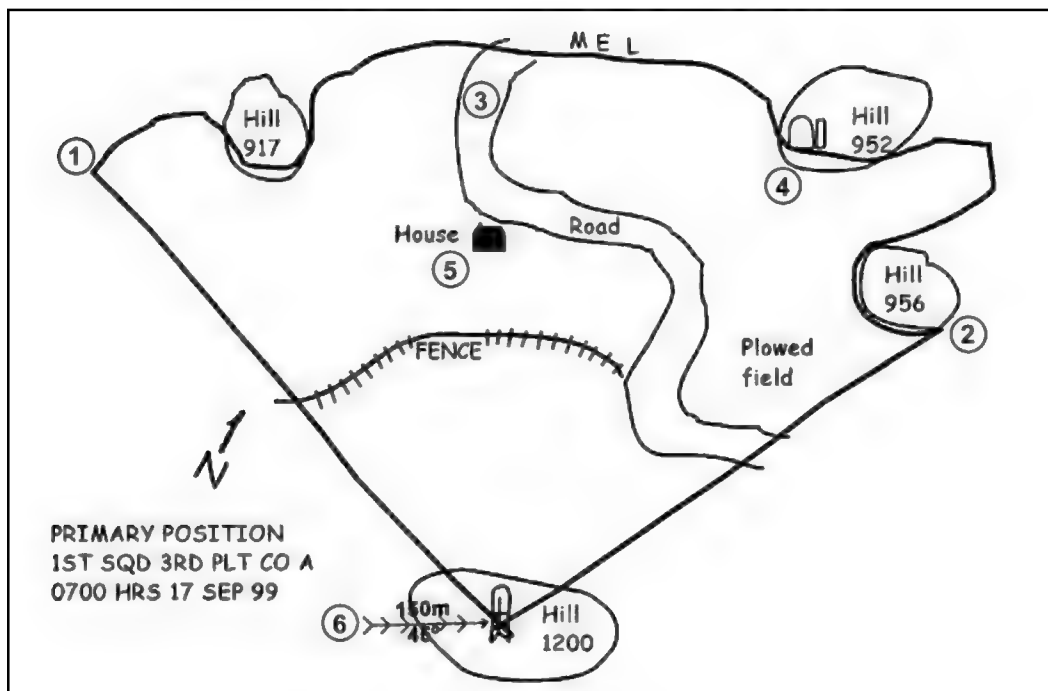 M E L
3
Hill
917
Hill
952
1
4
House
Road
5
Hill
956
2
FENCE
Plowed
field
N
PRIMARY POSITION
1ST SQD 3RD PLT CO A
0700 HRS 17 SEP 99
6
150m
Hill
1200